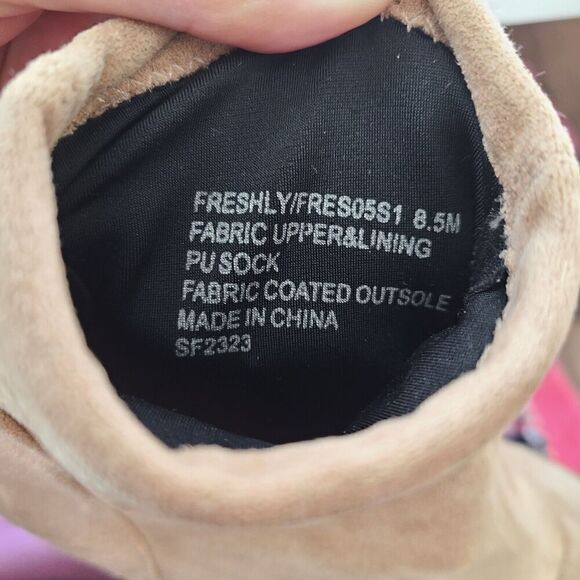 FRESHLY/FRES05S1 8.5M
FABRIC UPPER&LINING
PU SOCK
FABRIC COATED OUTSOLE
MADE IN CHINA
SF2323